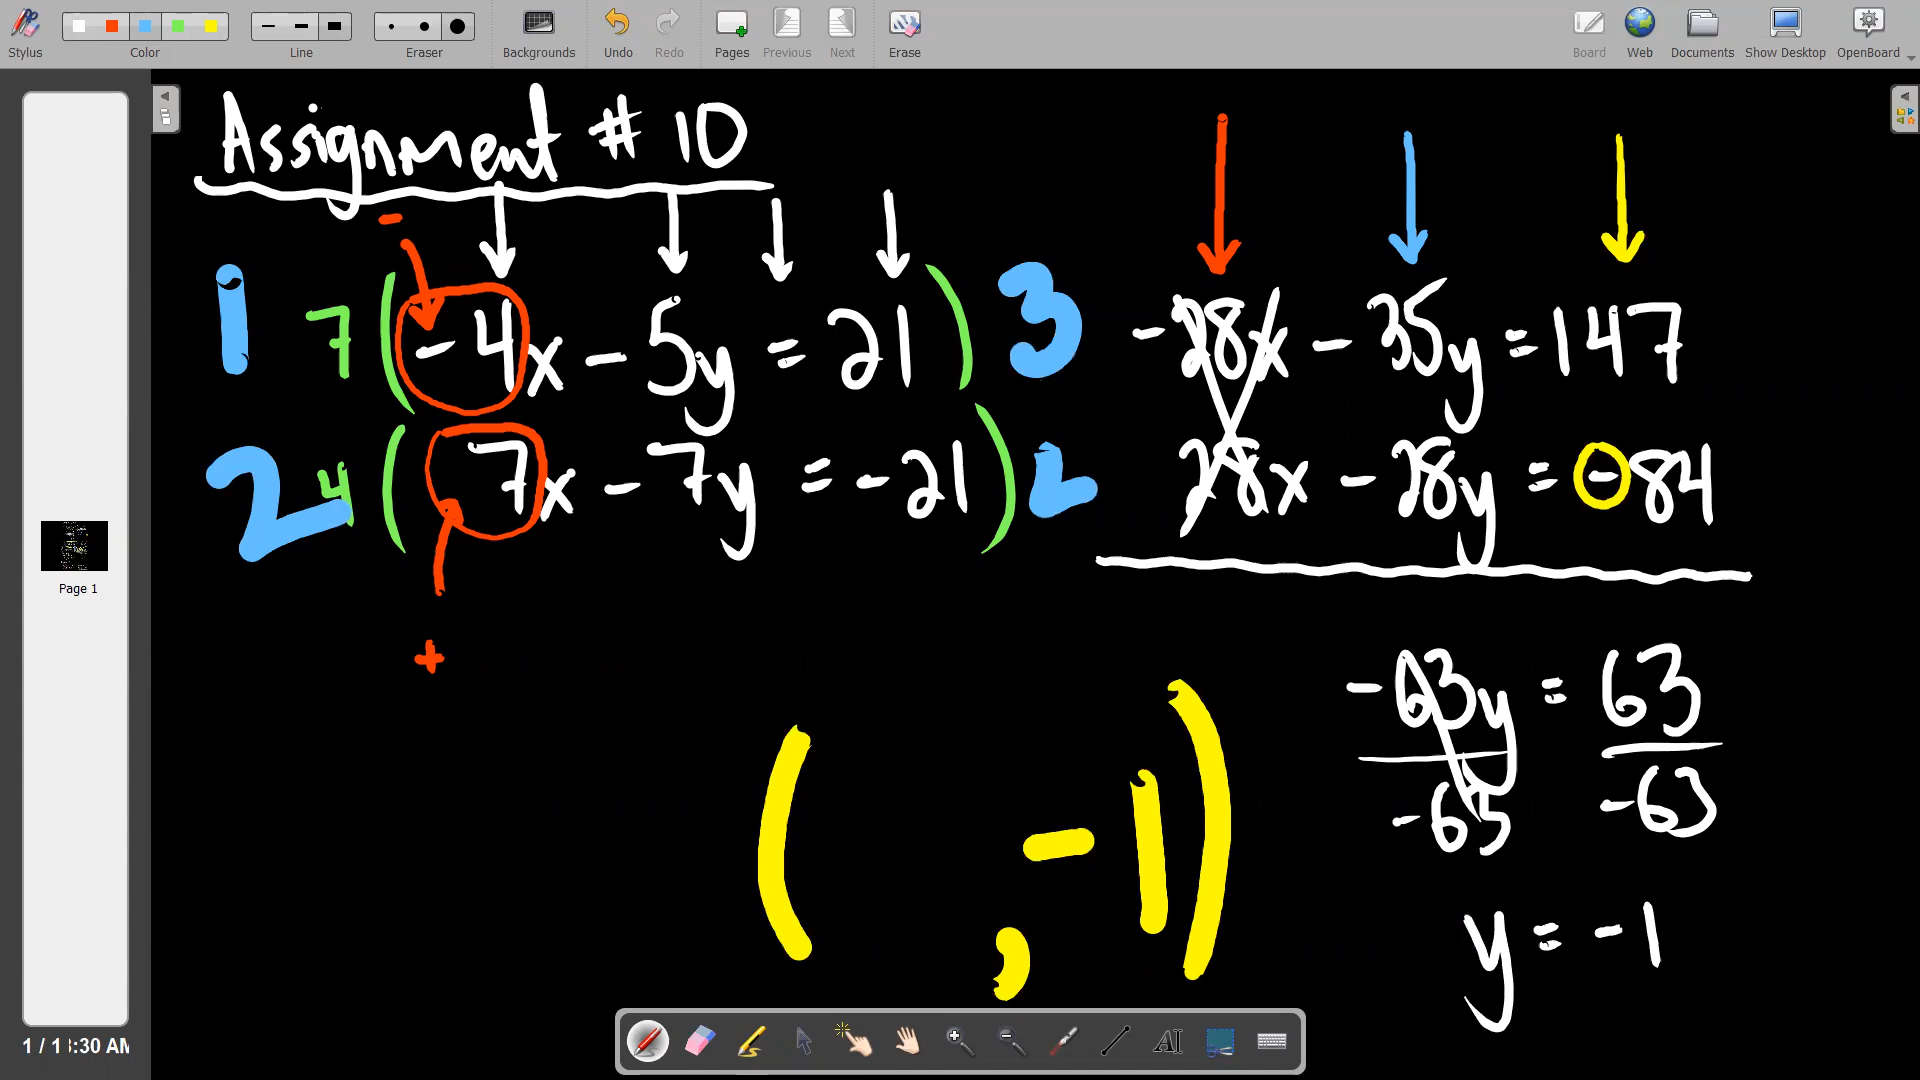 Stylus Color Line Eraser Backgrounds Undo Redo Pages Previous Next Erase Board Web Documents Show Desktop OpenBoard
Assignment # 10
-
1 7 ( - 4x - 5y = 21 ) 3 - 28x - 35y = 147
2 4 ( 7x - 7y = -21 ) 2 28x - 28y = -84
+
-63y = 63
-63 -63
( , -1 )
y = -1
Page 1
1 / 1 :30 AM